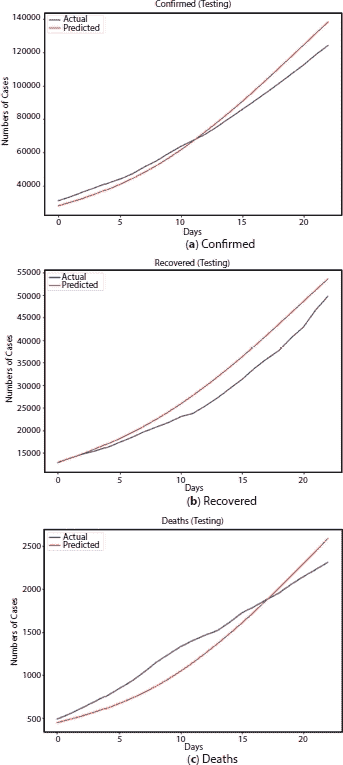 Confirmed (Testing)
140000
Actual
Predicted
120000
100000
80000
60000
40000
Numbers of Cases
0 5 10 15 20
Days
(a) Confirmed
Recovered (Testing)
55000
Actual
Predicted
50000
45000
40000
35000
30000
25000
20000
15000
Numbers of Cases
0 5 10 15 20
Days
(b) Recovered
Deaths (Testing)
Actual
Predicted
2500
2000
1500
1000
500
Numbers of Cases
0 5 10 15 20
Days
(c) Deaths